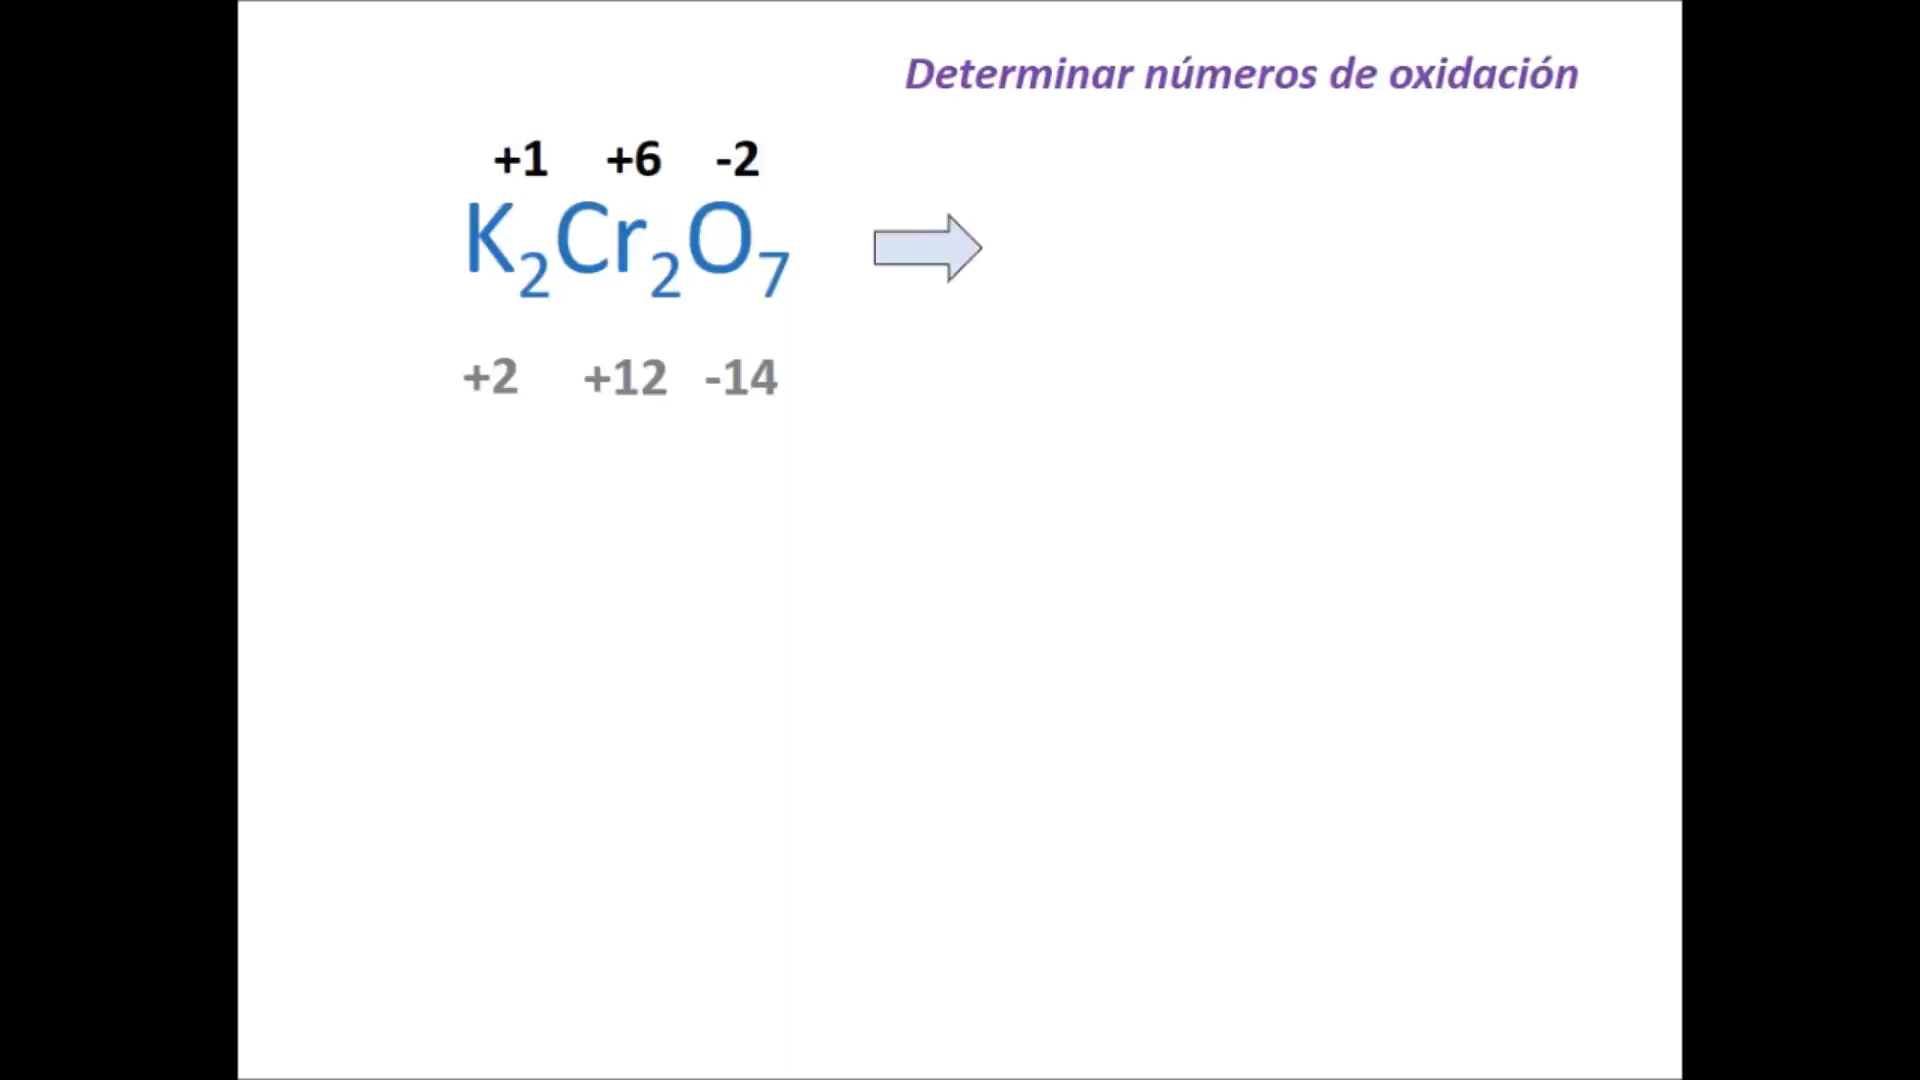 Determinar números de oxidación
+1 +6 -2
K₂Cr₂O₇
+2 +12 -14